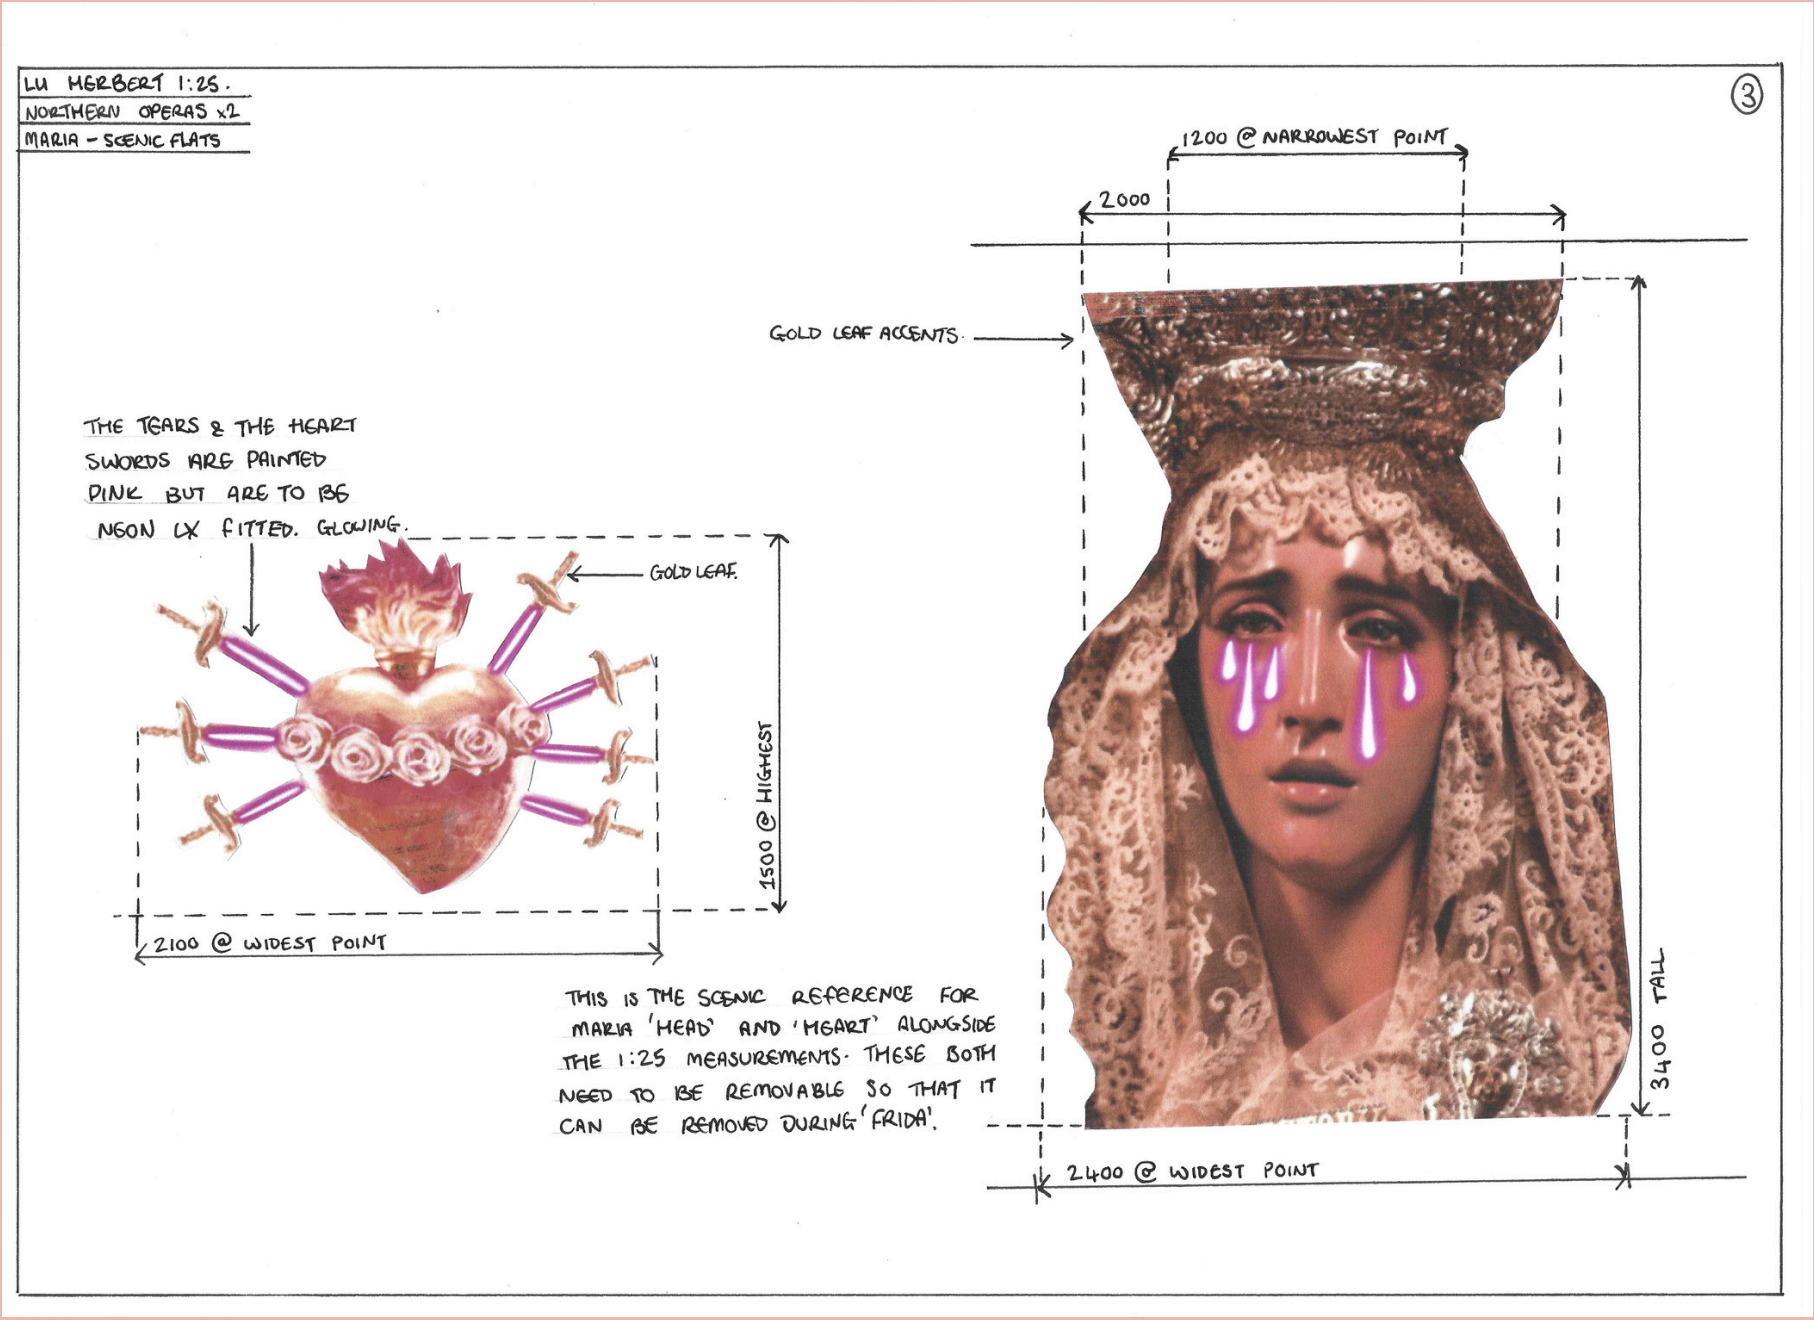 LU HERBERT 1:25.
NORTHERN OPERAS x2
MARIA - SCENIC FLATS
3
1200 @ NARROWEST POINT
2000
GOLD LEAF ACCENTS.
THE TEARS & THE HEART
SWORDS ARE PAINTED
PINK BUT ARE TO BE
NEON LX FITTED. GLOWING.
GOLD LEAF.
1500 @ HIGHEST
2100 @ WIDEST POINT
THIS IS THE SCENIC REFERENCE FOR
MARIA 'HEAD' AND 'HEART' ALONGSIDE
THE 1:25 MEASUREMENTS. THESE BOTH
NEED TO BE REMOVABLE SO THAT IT
CAN BE REMOVED DURING 'FRIDA'.
3400 TALL
2400 @ WIDEST POINT